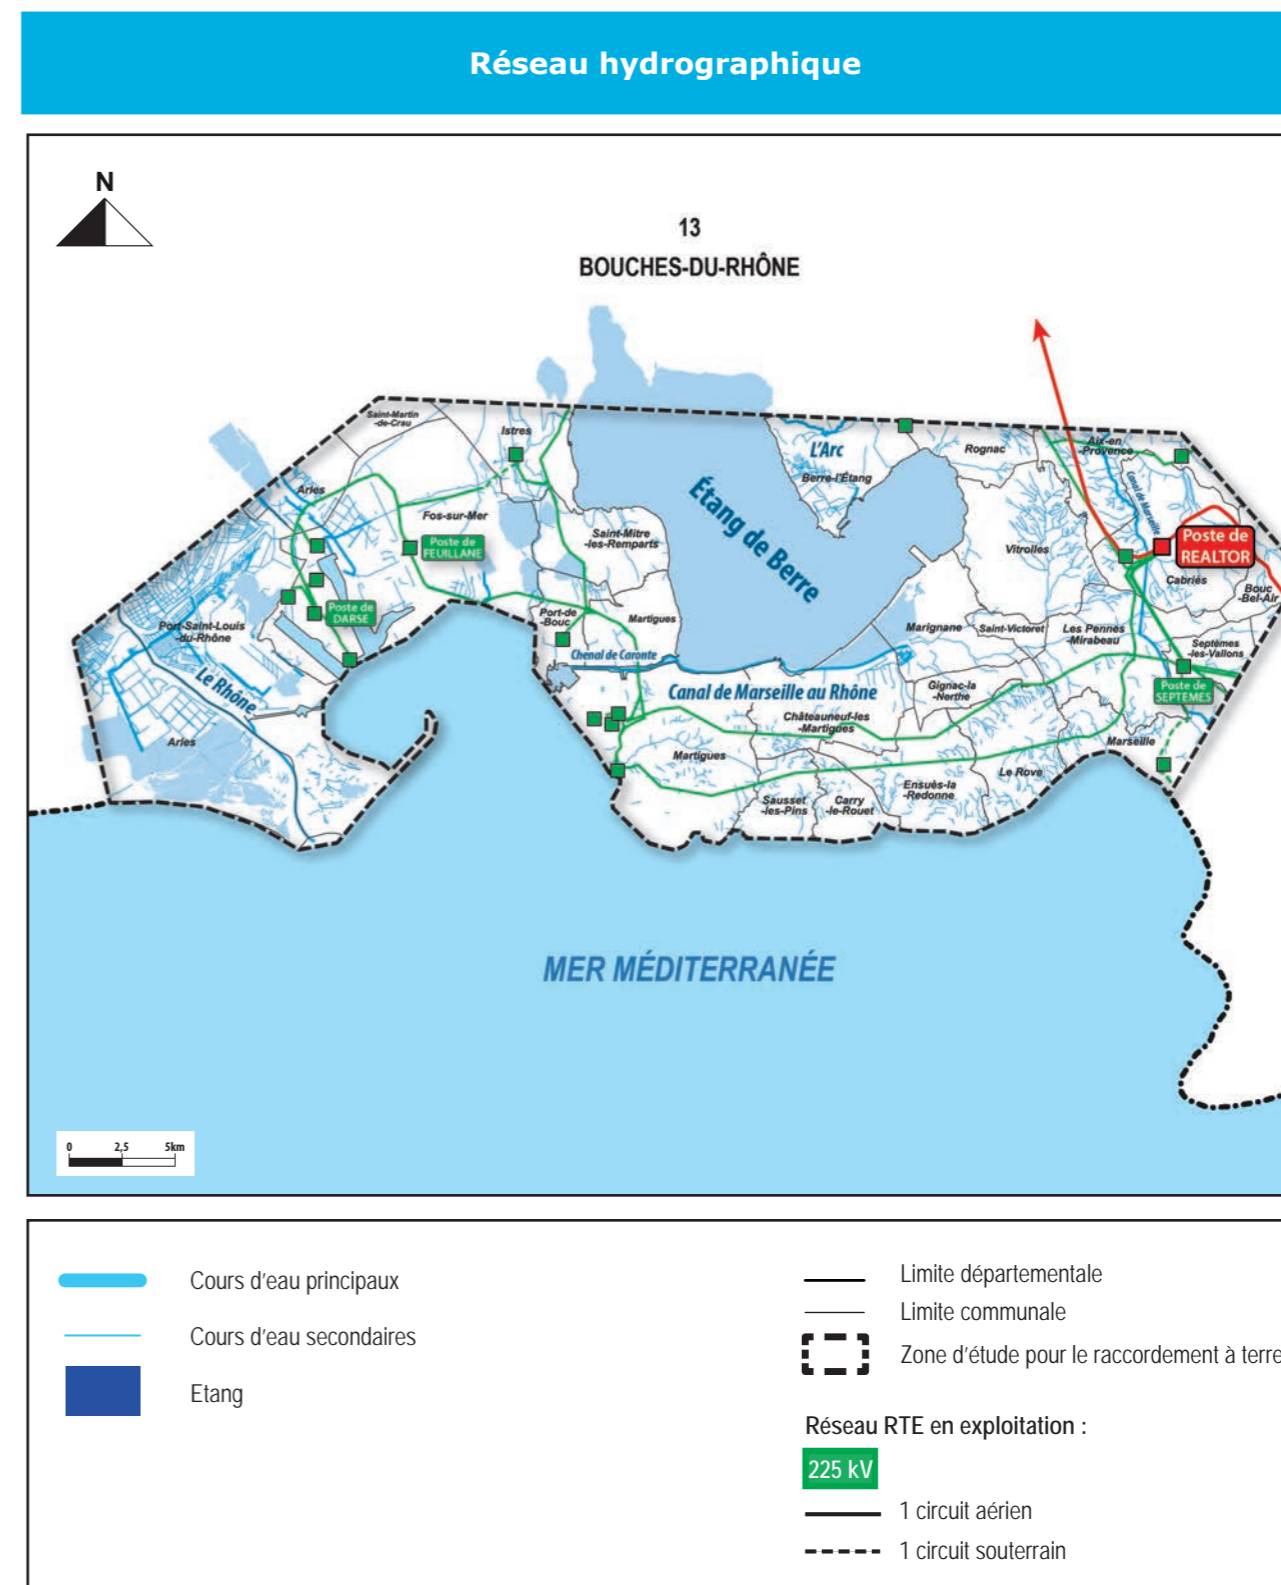 Réseau hydrographique
N
13
BOUCHES-DU-RHÔNE
Saint-Martin
-de-Crau
Istres
L'Arc
Berre-l'Étang
Rognac
Aix-en
-Provence
Canal de Marseille
Arles
Fos-sur-Mer
Poste de
FEUILLANE
Saint-Mitre
-les-Remparts
Étang de Berre
Vitrolles
Poste de
REALTOR
Cabriés
Bouc
-Bel-Air
Poste de
DARSE
Port-Saint-Louis
-du-Rhône
Port-de
-Bouc
Martigues
Marignane
Saint-Victoret
Les Pennes
-Mirabeau
Septèmes
-les-Vallons
Chenal de Caronte
Le Rhône
Canal de Marseille au Rhône
Gignac-la
-Nerthe
Poste de
SEPTEMES
Châteauneuf-les
-Martigues
Arles
Martigues
Marseille
Le Rove
Ensuès-la
-Redonne
Sausset
-les-Pins
Carry
-le-Rouet
MER MÉDITERRANÉE
0 2,5 5km
Cours d'eau principaux
Cours d'eau secondaires
Etang
Limite départementale
Limite communale
Zone d'étude pour le raccordement à terre
Réseau RTE en exploitation :
225 kV
1 circuit aérien
1 circuit souterrain